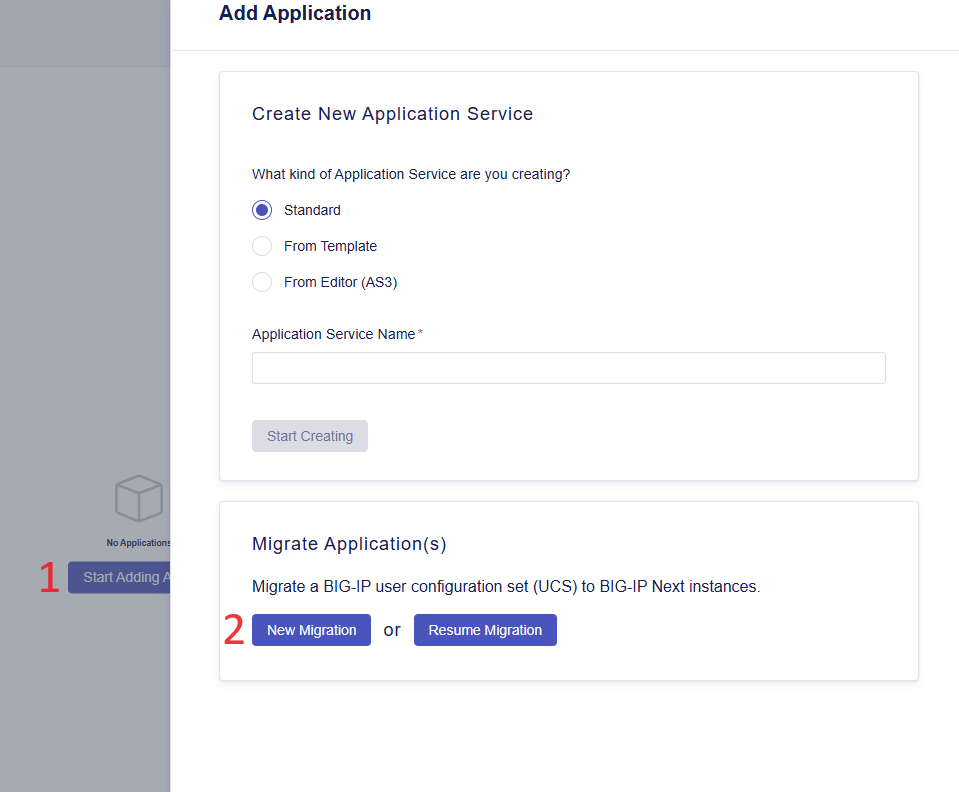 Add Application
Create New Application Service
What kind of Application Service are you creating?
Standard
From Template
From Editor (AS3)
Application Service Name*
Start Creating
No Applications
1 Start Adding A
Migrate Application(s)
Migrate a BIG-IP user configuration set (UCS) to BIG-IP Next instances.
2 New Migration or Resume Migration